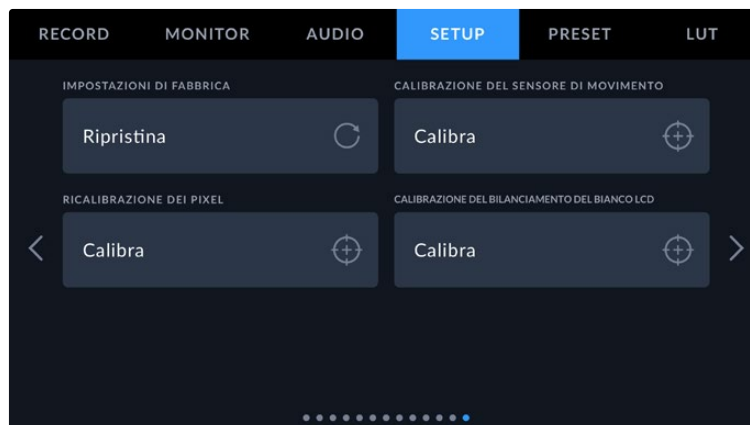 RECORD MONITOR AUDIO SETUP PRESET LUT
IMPOSTAZIONI DI FABBRICA CALIBRAZIONE DEL SENSORE DI MOVIMENTO
Ripristina Calibra
RICALIBRAZIONE DEI PIXEL CALIBRAZIONE DEL BILANCIAMENTO DEL BIANCO LCD
Calibra Calibra